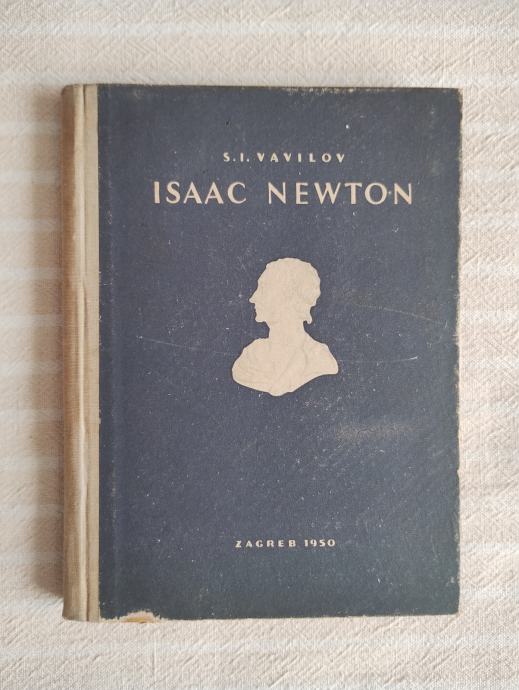 S.I. VAVILOV
ISAAC NEWTON
ZAGREB 1950